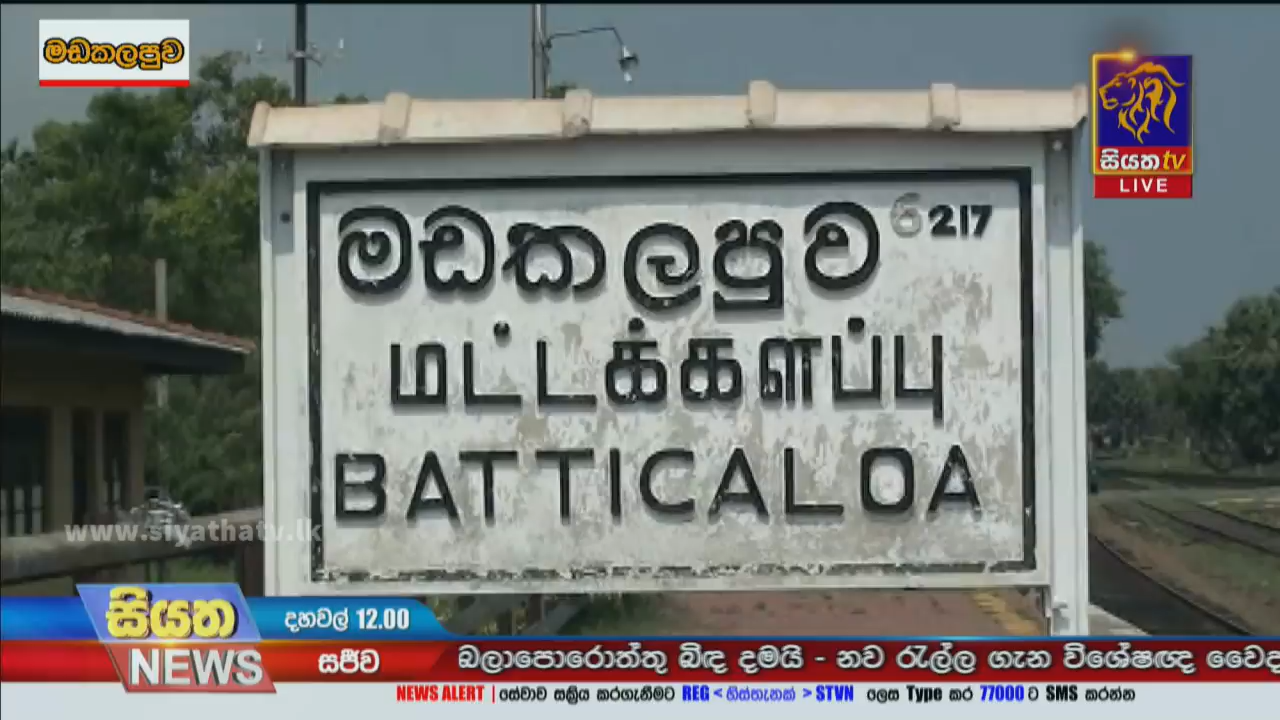 මඩකලපුව
සියත tv
LIVE
මඩකලපුව 6 217
மட்டக்களப்பு
BATTICALOA
www.siyathatv.lk
සියත
NEWS
දහවල් 12.00
සජීව
බලාපොරොත්තු බිඳ දමයි - නව රැල්ල ගැන විශේෂඥ
NEWS ALERT | සේවාව සක්‍රිය කරගැනීමට REG < හිස්තැනක් > STVN ලෙස Type කර 77000 ට SMS කරන්න